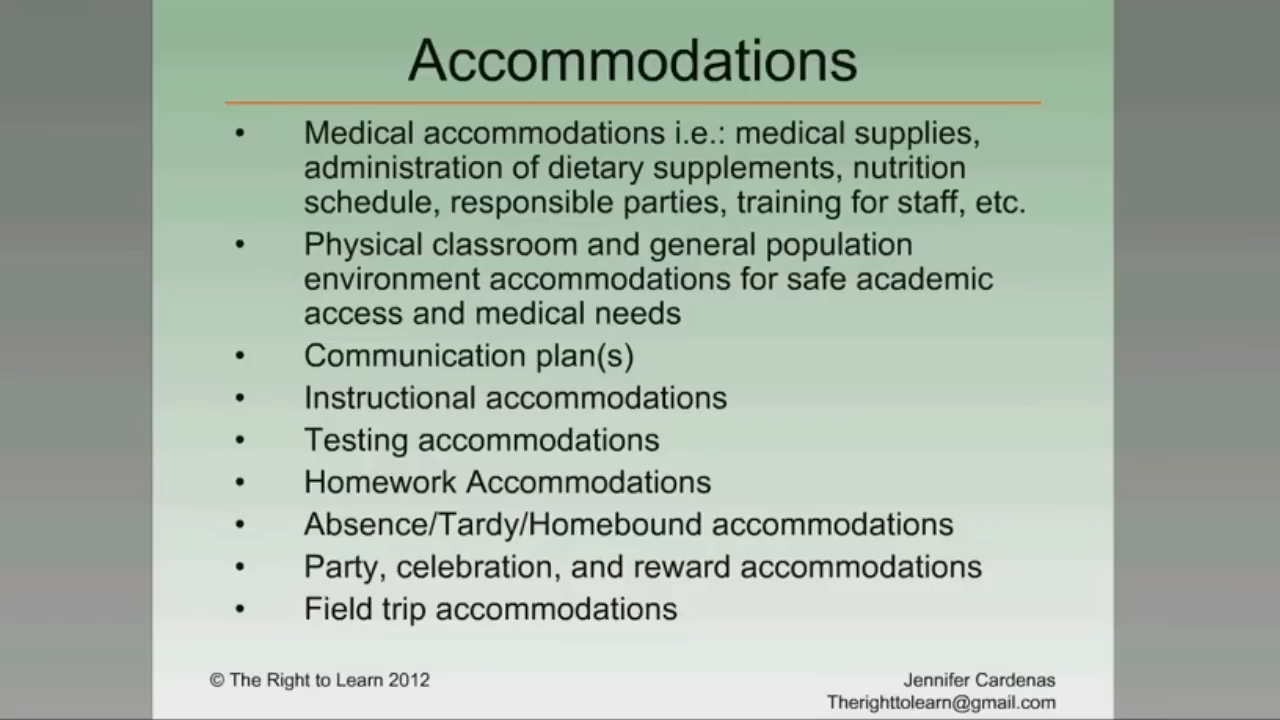 Accommodations
• Medical accommodations i.e.: medical supplies,
administration of dietary supplements, nutrition
schedule, responsible parties, training for staff, etc.
• Physical classroom and general population
environment accommodations for safe academic
access and medical needs
• Communication plan(s)
• Instructional accommodations
• Testing accommodations
• Homework Accommodations
• Absence/Tardy/Homebound accommodations
• Party, celebration, and reward accommodations
• Field trip accommodations
© The Right to Learn 2012
Jennifer Cardenas
Therighttolearn@gmail.com